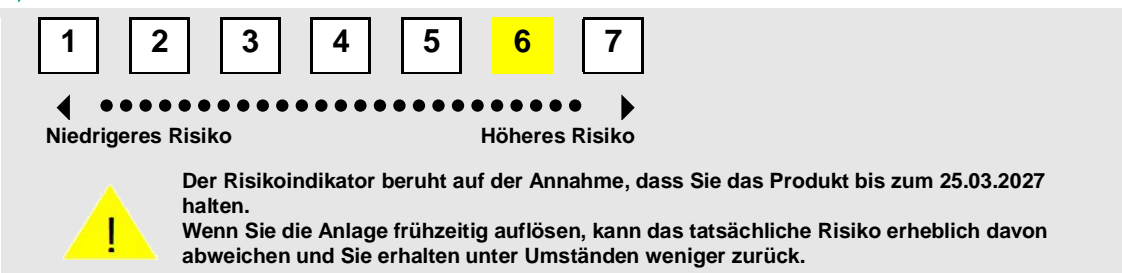 1 2 3 4 5 6 7
Niedrigeres Risiko Höheres Risiko
Der Risikoindikator beruht auf der Annahme, dass Sie das Produkt bis zum 25.03.2027
halten.
! Wenn Sie die Anlage frühzeitig auflösen, kann das tatsächliche Risiko erheblich davon
abweichen und Sie erhalten unter Umständen weniger zurück.